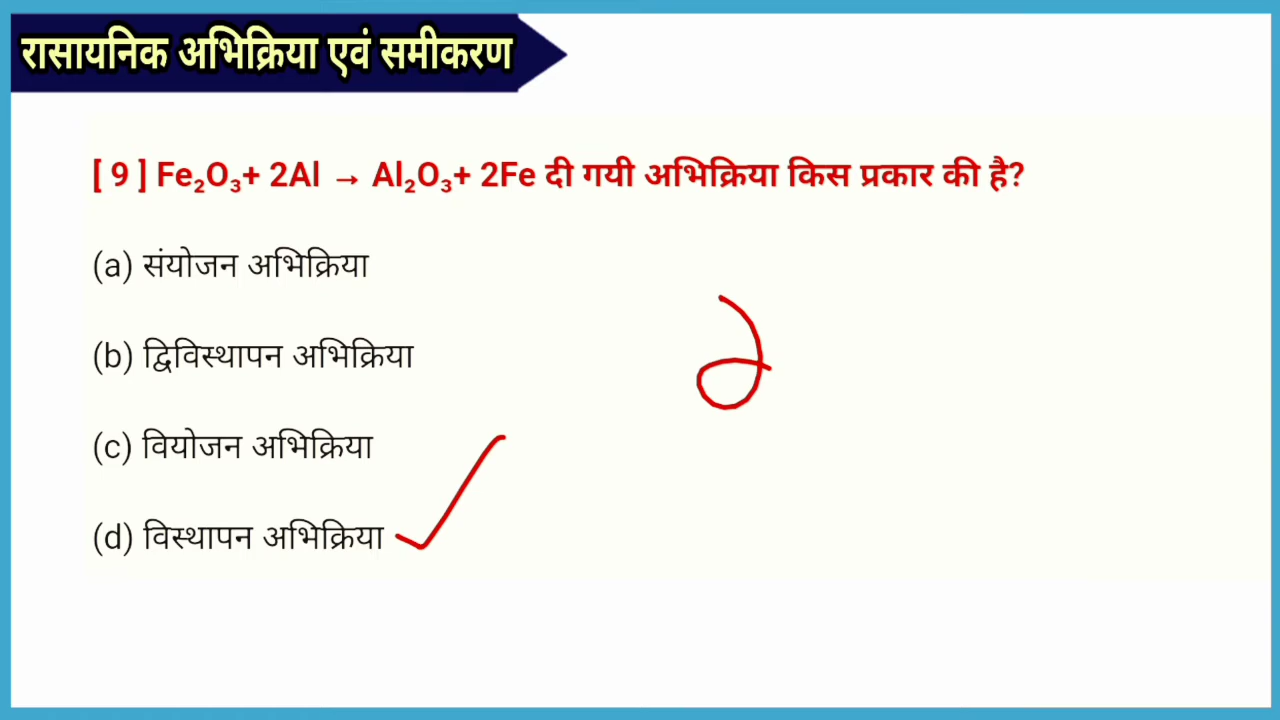 रासायनिक अभिक्रिया एवं समीकरण
[ 9 ] Fe₂O₃+ 2Al → Al₂O₃+ 2Fe दी गयी अभिक्रिया किस प्रकार की है?
(a) संयोजन अभिक्रिया
(b) द्विविस्थापन अभिक्रिया
(c) वियोजन अभिक्रिया
(d) विस्थापन अभिक्रिया